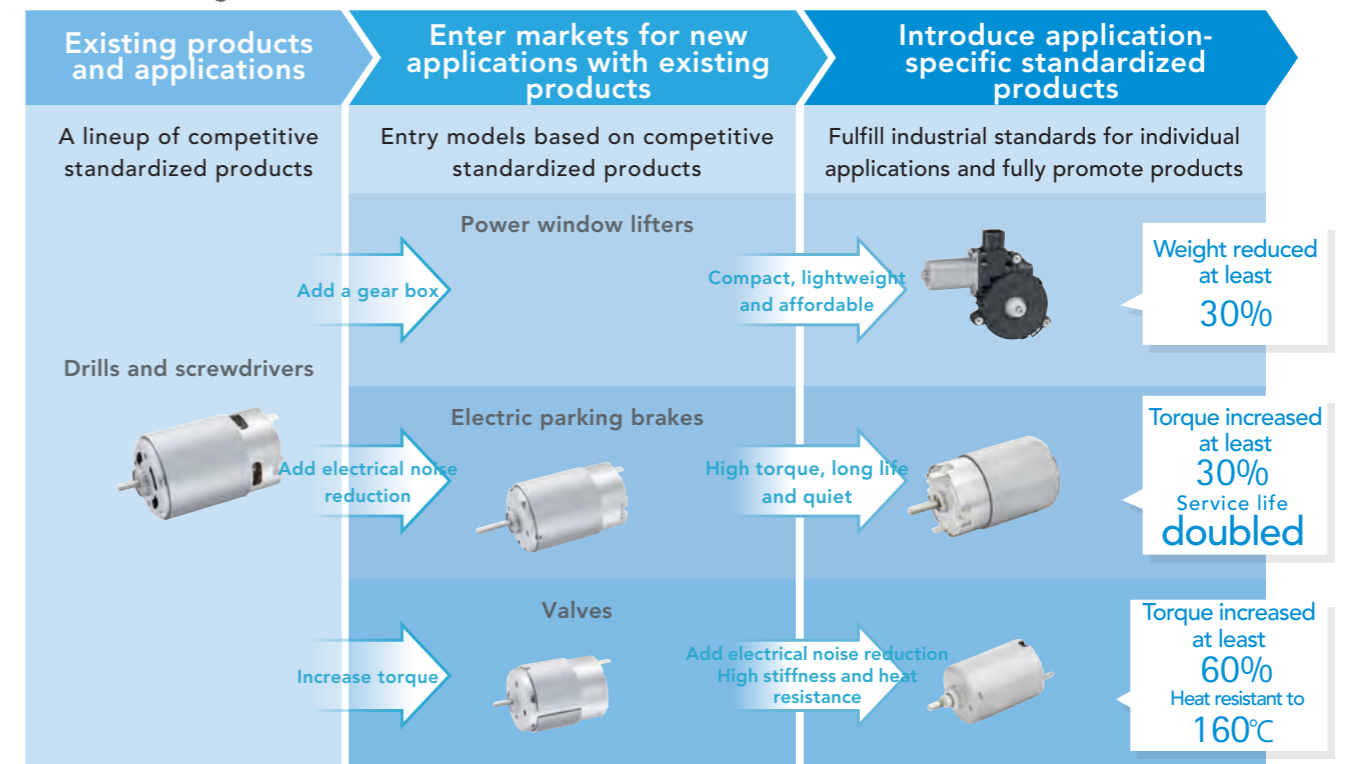 Existing products
and applications
Enter markets for new
applications with existing
products
Introduce application-
specific standardized
products
A lineup of competitive
standardized products
Entry models based on competitive
standardized products
Fulfill industrial standards for individual
applications and fully promote products
Drills and screwdrivers
Add a gear box
Power window lifters
Compact, lightweight
and affordable
Weight reduced
at least
30%
Add electrical noise
reduction
Electric parking brakes
High torque, long life
and quiet
Torque increased
at least
30%
Service life
doubled
Increase torque
Valves
Add electrical noise reduction
High stiffness and heat
resistance
Torque increased
at least
60%
Heat resistant to
160℃